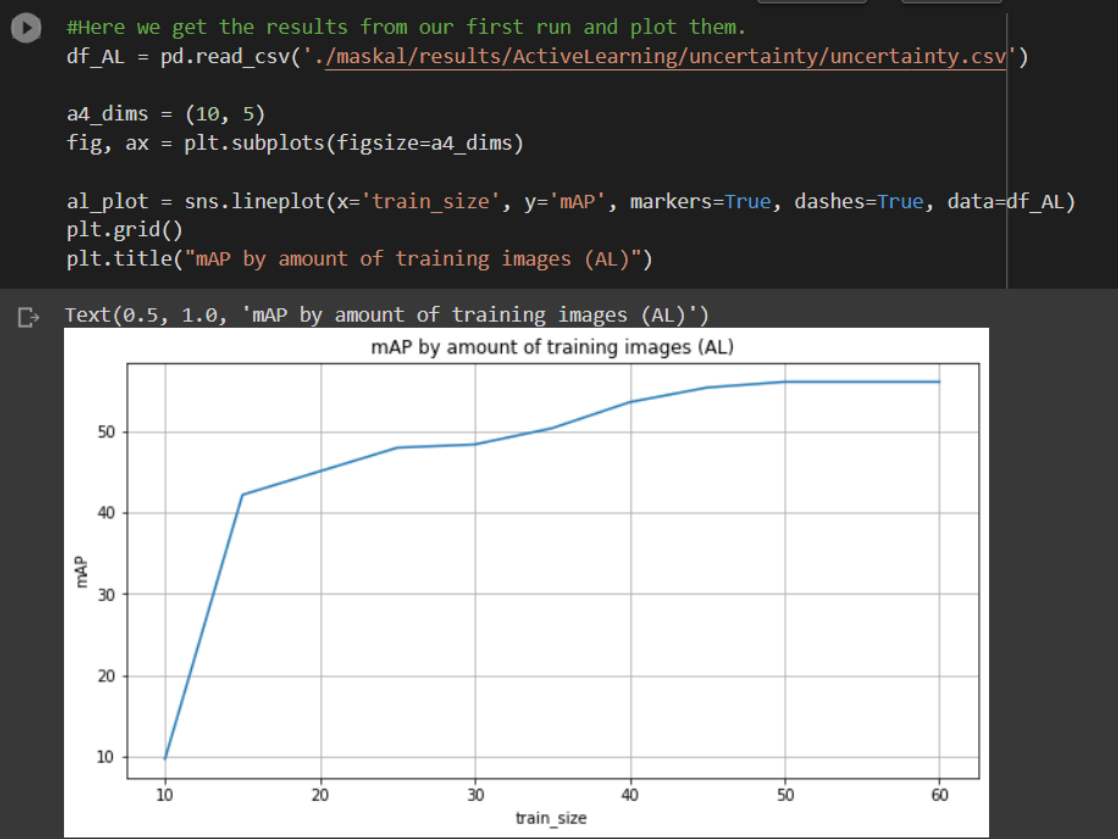 #Here we get the results from our first run and plot them.
df_AL = pd.read_csv('./maskal/results/ActiveLearning/uncertainty/uncertainty.csv')
a4_dims = (10, 5)
fig, ax = plt.subplots(figsize=a4_dims)
al_plot = sns.lineplot(x='train_size', y='mAP', markers=True, dashes=True, data=df_AL)
plt.grid()
plt.title("mAP by amount of training images (AL)")
Text(0.5, 1.0, 'mAP by amount of training images (AL)')
mAP by amount of training images (AL)
50
40
mAP
30
20
10
10 20 30 40 50 60
train_size